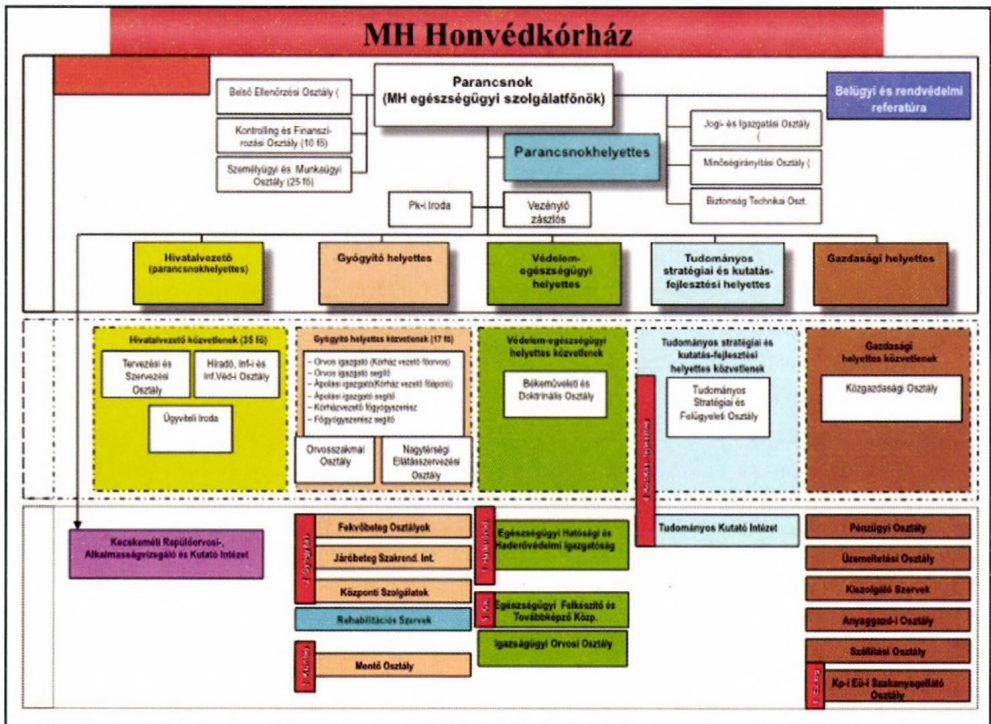 MH Honvédkórház
Parancsnok
(MH egészségügyi szolgálatfőnök)
Belügyi és rendvédelmi
referatúra
Belső Ellenőrzési Osztály (
Kontrolling és Finanszí-
rozási Osztály (10 fő)
Személyügyi és Munkaügyi
Osztály (25 fő)
Jogi- és Igazgatási Osztály
(
Minőségirányítási Osztály (
Biztonság Technikai Oszt.
Parancsnokhelyettes
Pk-i Iroda
Vezénylő
zászlós
Hivatalvezető
(parancsnokhelyettes)
Gyógyító helyettes
Védelem-
egészségügyi
helyettes
Tudományos
stratégiai és kutatás-
fejlesztési helyettes
Gazdasági helyettes
Hivatalvezető közvetlenek (35 fő)
Tervezési és
Szervezési
Osztály
Híradó, Inf-i és
Inf.Véd-i Osztály
Ügyviteli Iroda
Gyógyító helyettes közvetlenek (17 fő)
– Orvos igazgató (Kórház vezető főorvos)
– Orvos igazgató segítő
– Ápolási igazgató(Kórház vezető főápoló)
– Ápolási igazgató segítő
– Kórházvezető főgyógyszerész
– Főgyógyszerész segítő
Orvosszakmai
Osztály
Nagytérségi
Ellátásszervezési
Osztály
Védelem-egészségügyi
helyettes közvetlenek
Békeműveleti és
Doktrinális Osztály
Tudományos stratégiai és
kutatás-fejlesztési
helyettes közvetlenek
Tudományos
Stratégiai és
Felügyeleti Osztály
Gazdasági
helyettes közvetlenek
Közgazdasági Osztály
Kecskeméti Repülőorvosi-,
Alkalmasságvizsgáló és Kutató Intézet
Fekvőbeteg Osztályok
Járóbeteg Szakrend. Int.
Központi Szolgálatok
Rehabilitációs Szervek
Mentő Osztály
Egészségügyi Hatósági és
Haderővédelmi Igazgatóság
Egészségügyi Felkészítő és
Továbbképző Közp.
Igazságügyi Orvosi Osztály
Tudományos Kutató Intézet
Pénzügyi Osztály
Üzemeltetési Osztály
Kiszolgáló Szervek
Anyaggazd-i Osztály
Szállítási Osztály
Kp-i Eü-i Szakanyagellátó
Osztály